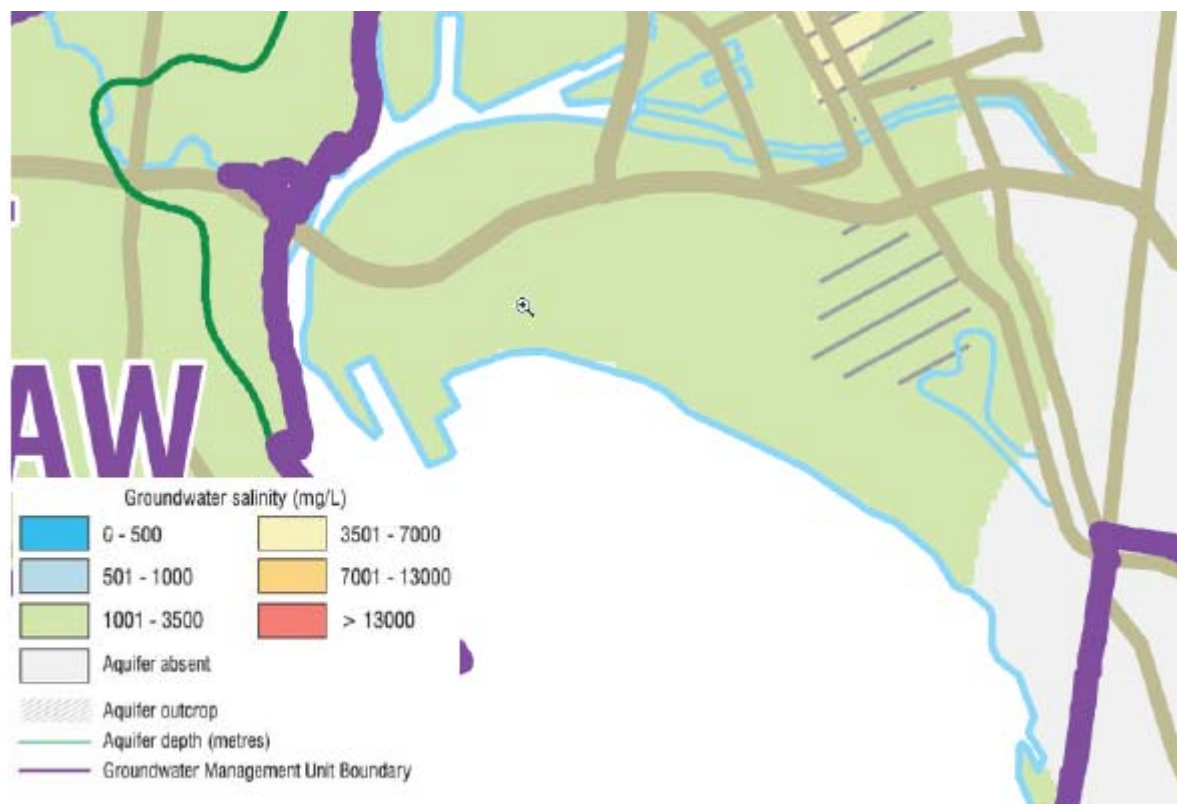 AW
Groundwater salinity (mg/L)
0 - 500
3501 - 7000
501 - 1000
7001 - 13000
1001 - 3500
> 13000
Aquifer absent
Aquifer outcrop
Aquifer depth (metres)
Groundwater Management Unit Boundary